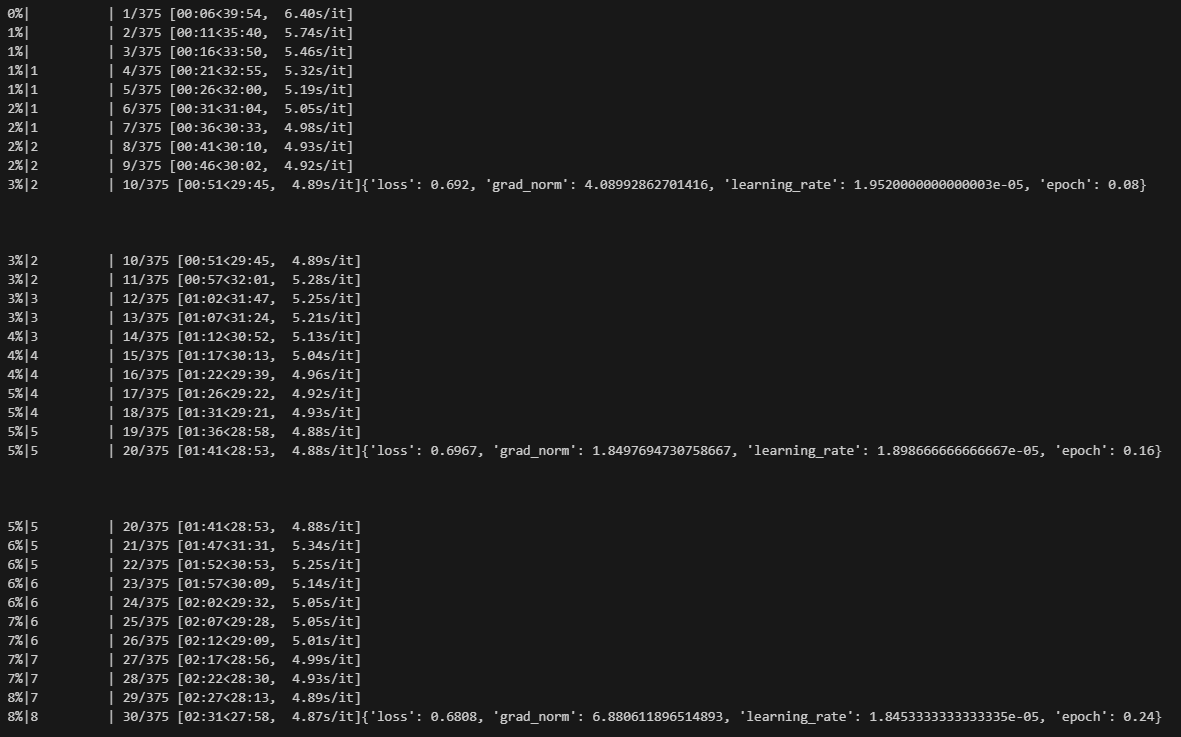 0%|          | 1/375 [00:06<39:54,  6.40s/it]
1%|          | 2/375 [00:11<35:40,  5.74s/it]
1%|          | 3/375 [00:16<33:50,  5.46s/it]
1%|1         | 4/375 [00:21<32:55,  5.32s/it]
1%|1         | 5/375 [00:26<32:00,  5.19s/it]
2%|1         | 6/375 [00:31<31:04,  5.05s/it]
2%|1         | 7/375 [00:36<30:33,  4.98s/it]
2%|2         | 8/375 [00:41<30:10,  4.93s/it]
2%|2         | 9/375 [00:46<30:02,  4.92s/it]
3%|2         | 10/375 [00:51<29:45,  4.89s/it]{'loss': 0.692, 'grad_norm': 4.08992862701416, 'learning_rate': 1.9520000000000003e-05, 'epoch': 0.08}
3%|2         | 10/375 [00:51<29:45,  4.89s/it]
3%|2         | 11/375 [00:57<32:01,  5.28s/it]
3%|3         | 12/375 [01:02<31:47,  5.25s/it]
3%|3         | 13/375 [01:07<31:24,  5.21s/it]
4%|3         | 14/375 [01:12<30:52,  5.13s/it]
4%|4         | 15/375 [01:17<30:13,  5.04s/it]
4%|4         | 16/375 [01:22<29:39,  4.96s/it]
5%|4         | 17/375 [01:26<29:22,  4.92s/it]
5%|4         | 18/375 [01:31<29:21,  4.93s/it]
5%|5         | 19/375 [01:36<28:58,  4.88s/it]
5%|5         | 20/375 [01:41<28:53,  4.88s/it]{'loss': 0.6967, 'grad_norm': 1.8497694730758667, 'learning_rate': 1.898666666666667e-05, 'epoch': 0.16}
5%|5         | 20/375 [01:41<28:53,  4.88s/it]
6%|5         | 21/375 [01:47<31:31,  5.34s/it]
6%|5         | 22/375 [01:52<30:53,  5.25s/it]
6%|6         | 23/375 [01:57<30:09,  5.14s/it]
6%|6         | 24/375 [02:02<29:32,  5.05s/it]
7%|6         | 25/375 [02:07<29:28,  5.05s/it]
7%|6         | 26/375 [02:12<29:09,  5.01s/it]
7%|7         | 27/375 [02:17<28:56,  4.99s/it]
7%|7         | 28/375 [02:22<28:30,  4.93s/it]
8%|7         | 29/375 [02:27<28:13,  4.89s/it]
8%|8         | 30/375 [02:31<27:58,  4.87s/it]{'loss': 0.6808, 'grad_norm': 6.880611896514893, 'learning_rate': 1.8453333333333335e-05, 'epoch': 0.24}